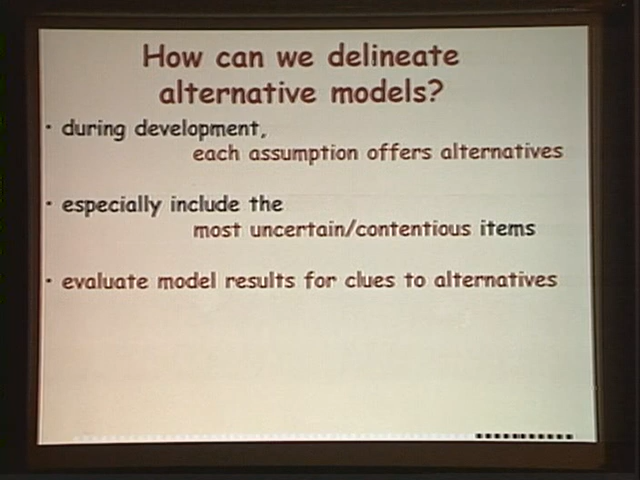 How can we delineate
alternative models?
· during development,
each assumption offers alternatives
· especially include the
most uncertain/contentious items
· evaluate model results for clues to alternatives